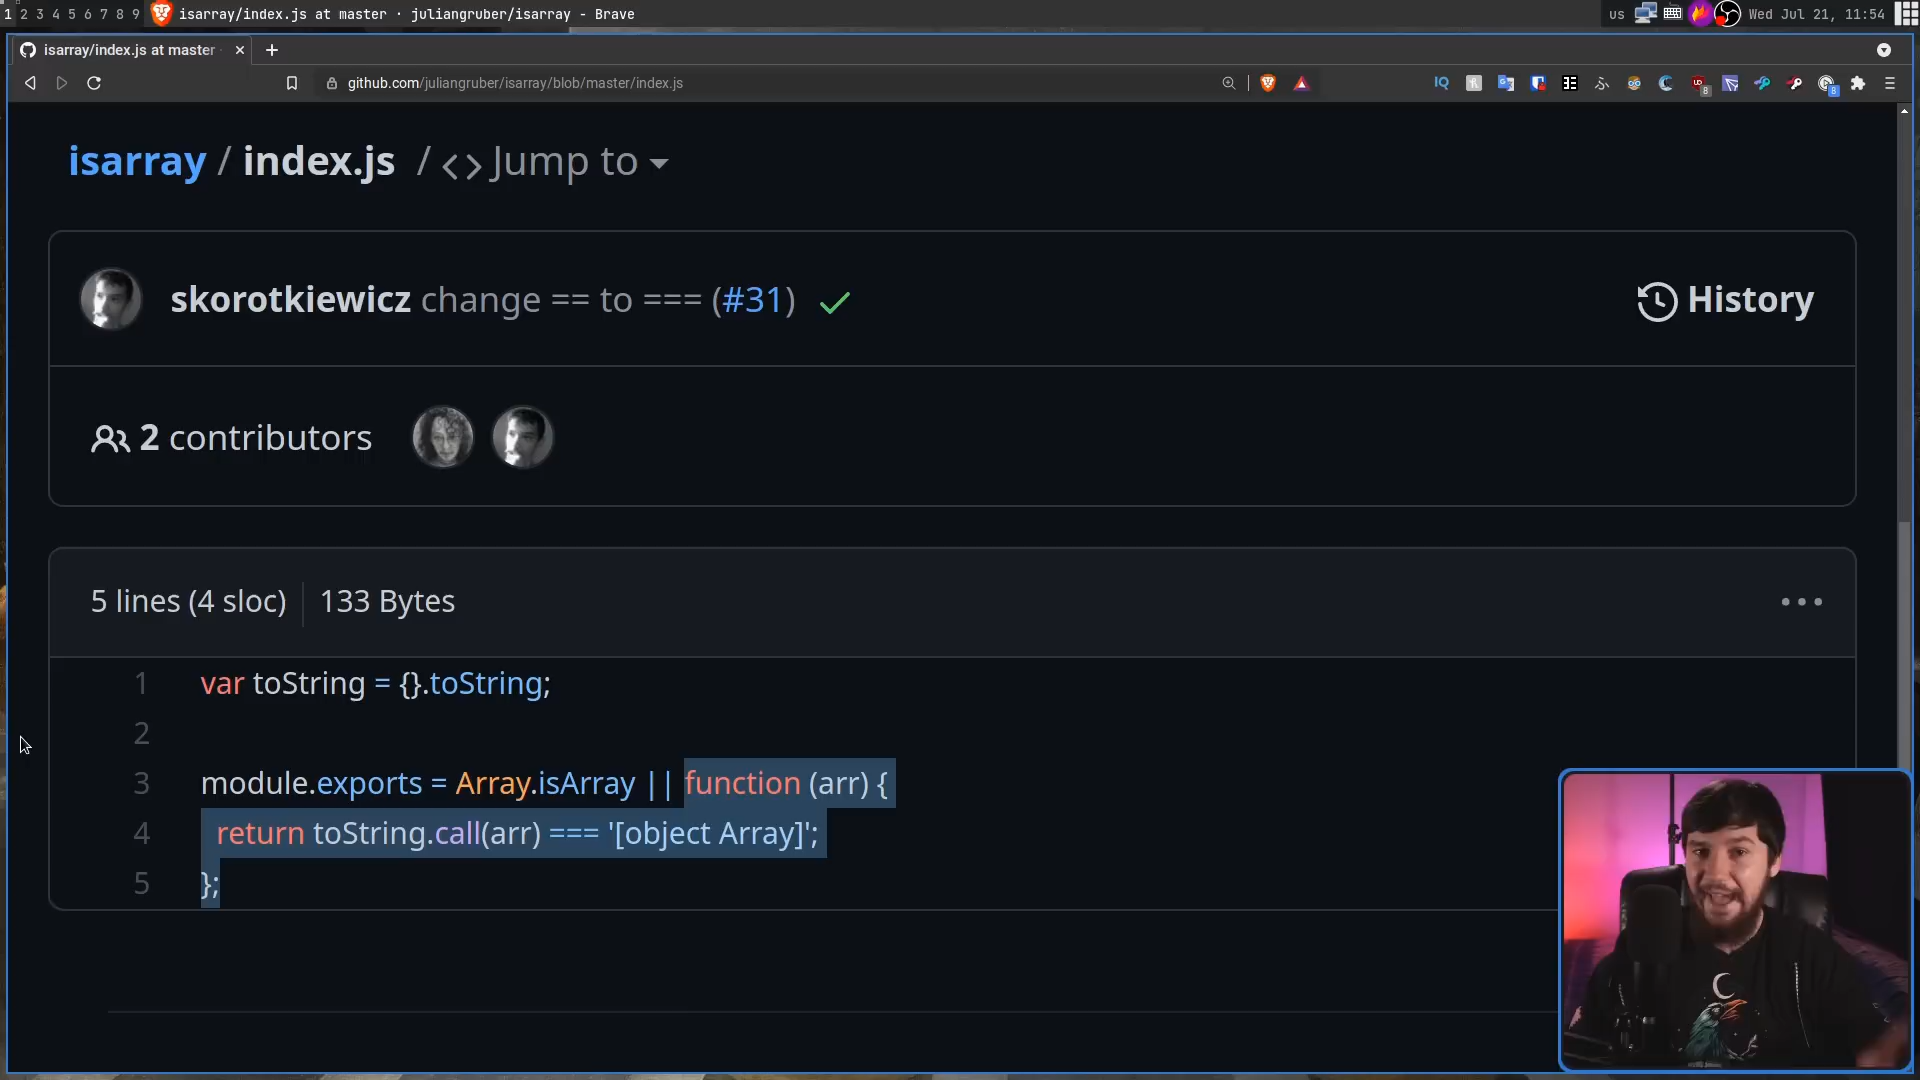 1 2 3 4 5 6 7 8 9 isarray/index.js at master · juliangruber/isarray - Brave us Wed Jul 21, 11:54
isarray/index.js at master
github.com/juliangruber/isarray/blob/master/index.js IQ 8 8
isarray / index.js / <> Jump to
skorotkiewicz change == to === (#31) History
2 contributors
5 lines (4 sloc) 133 Bytes
1 var toString = {}.toString;
2
3 module.exports = Array.isArray || function (arr) {
4 return toString.call(arr) === '[object Array]';
5 };